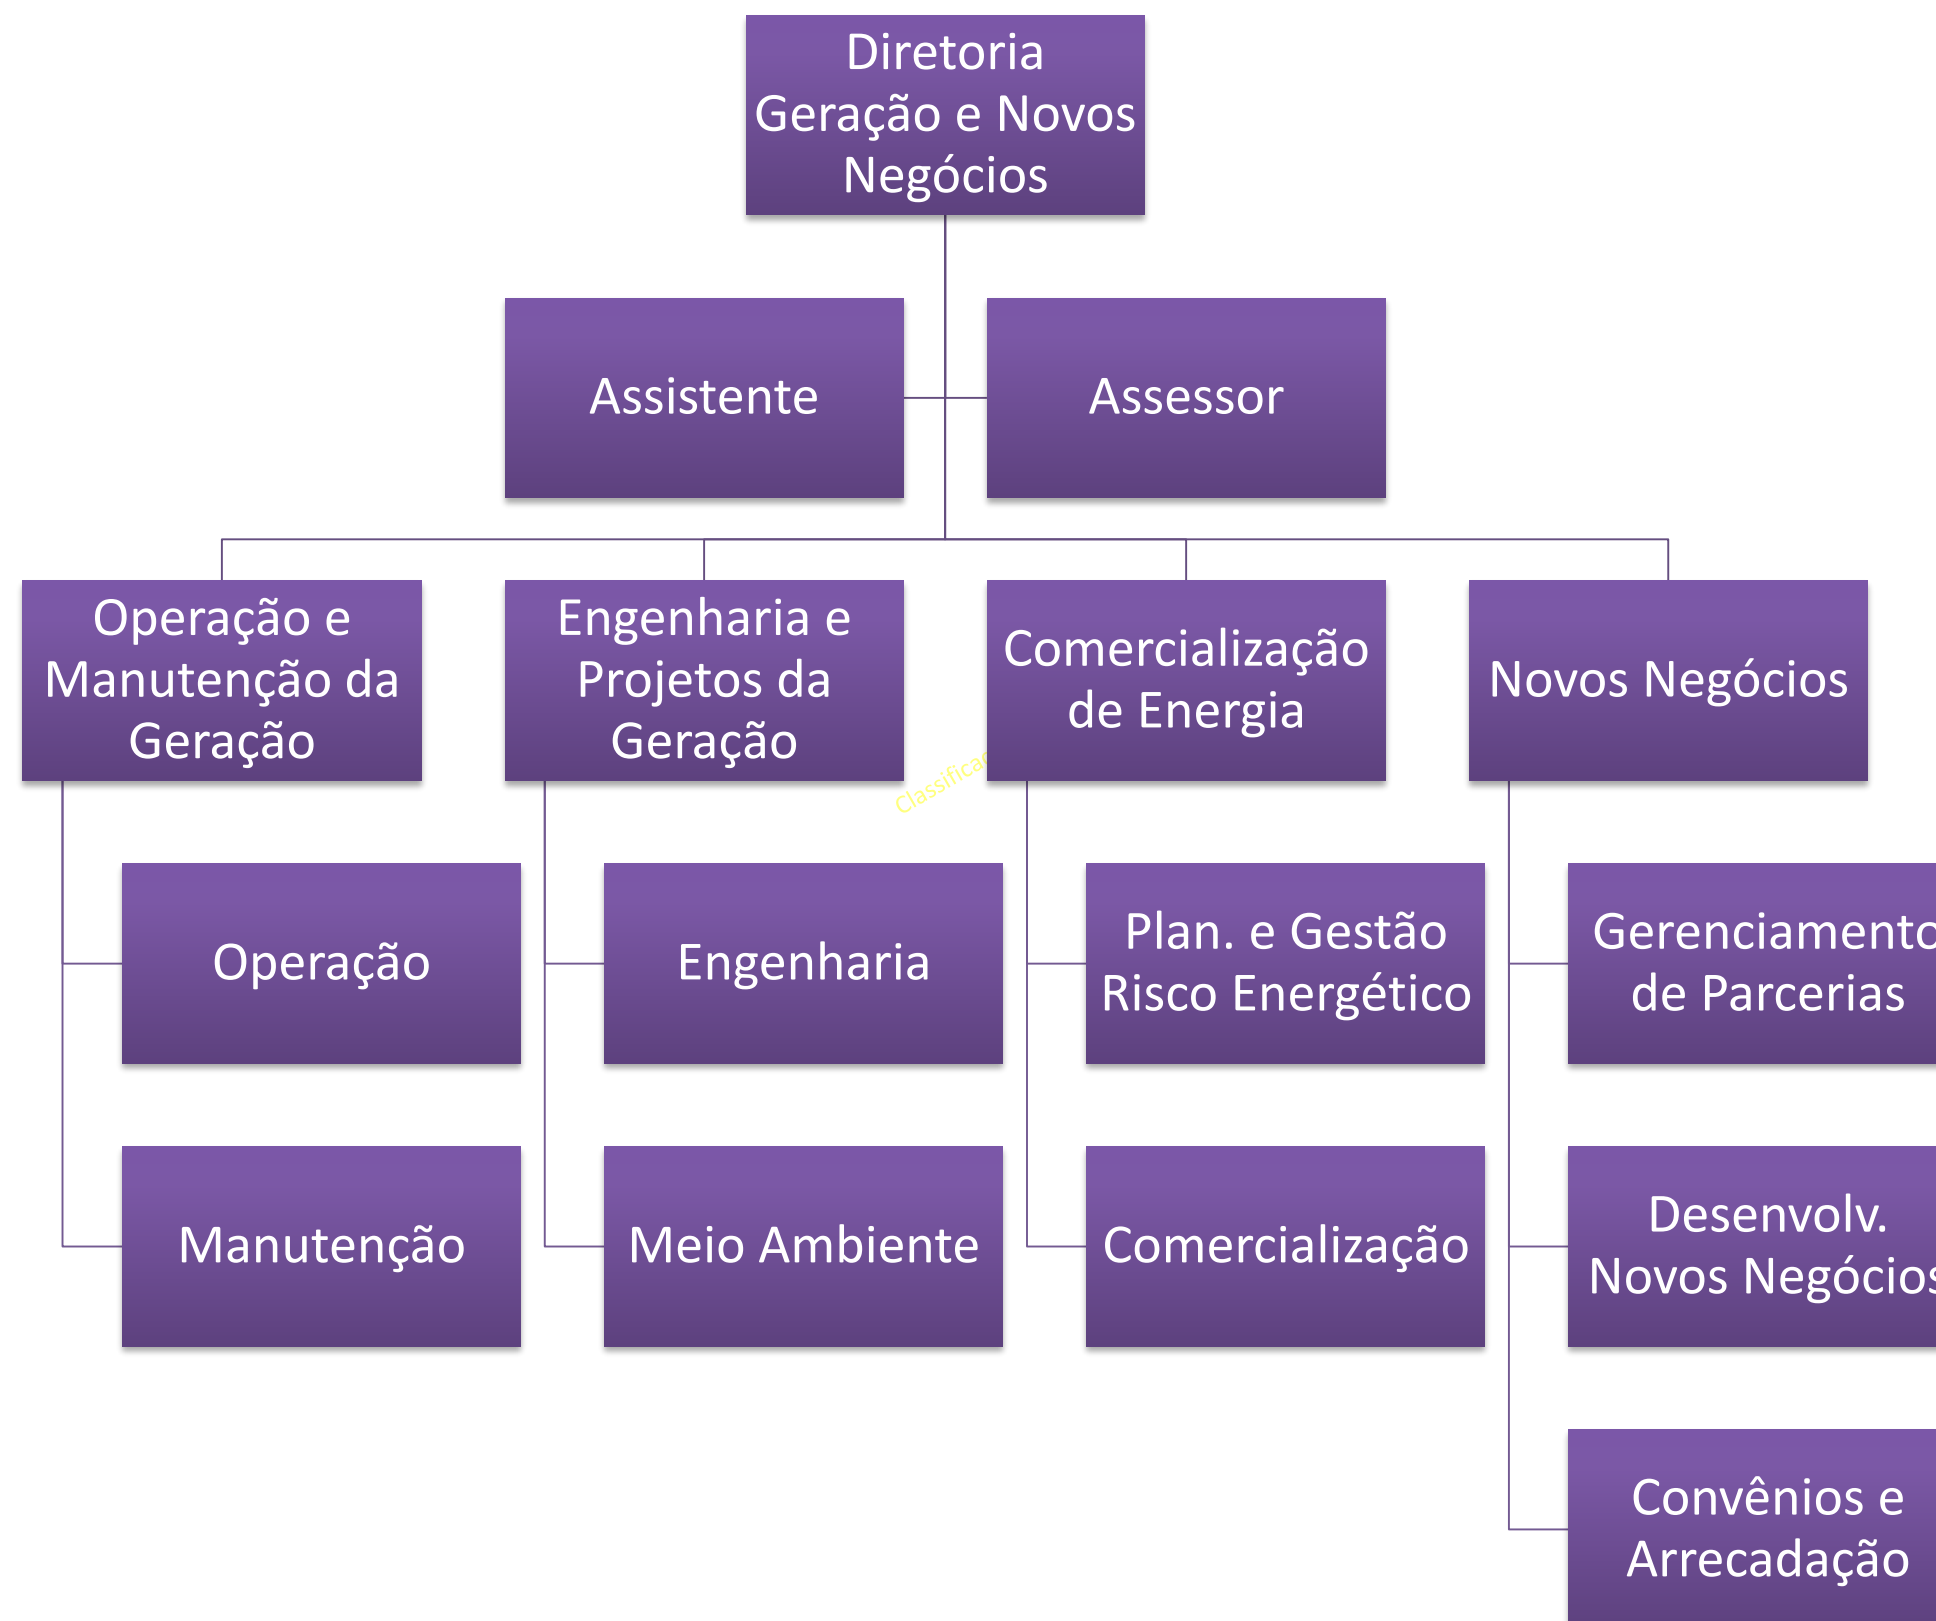 Diretoria
Geração e Novos
Negócios
Assistente
Assessor
Operação e
Manutenção da
Geração
Engenharia e
Projetos da
Geração
Comercialização
de Energia
Novos Negócios
Operação
Engenharia
Plan. e Gestão
Risco Energético
Gerenciamento
de Parcerias
Manutenção
Meio Ambiente
Comercialização
Desenvolv.
Novos Negócios
Convênios e
Arrecadação